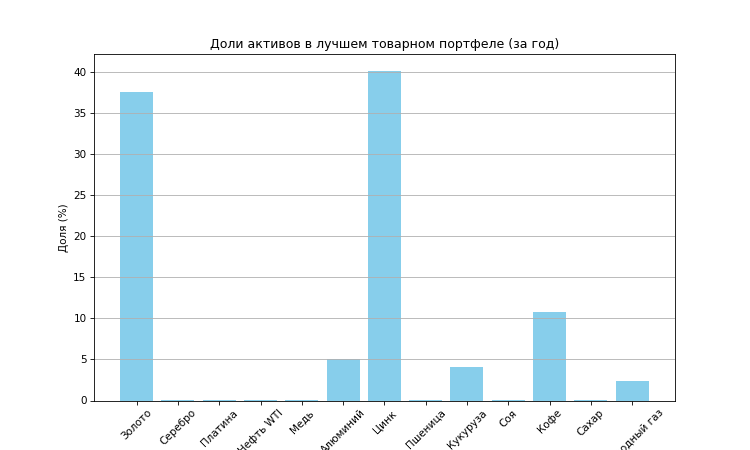 Доли активов в лучшем товарном портфеле (за год)
Доля (%)
40
35
30
25
20
15
10
5
0
Золото
Серебро
Платина
Нефть WTI
Медь
Алюминий
Цинк
Пшеница
Кукуруза
Соя
Кофе
Сахар
одный газ